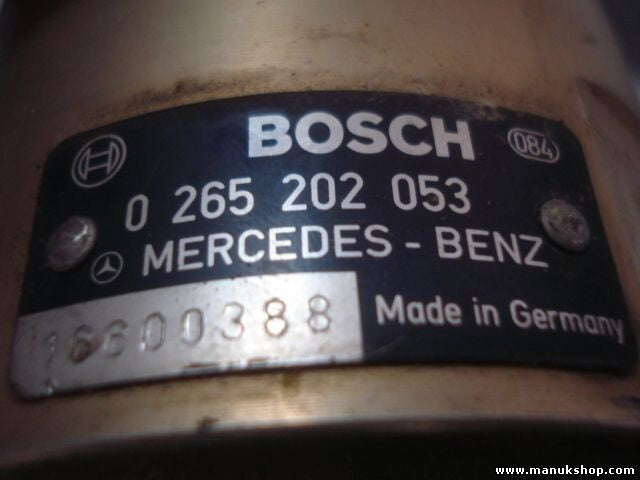 BOSCH 084
0 265 202 053
MERCEDES - BENZ
16600388 Made in Germany
www.manukshop.com